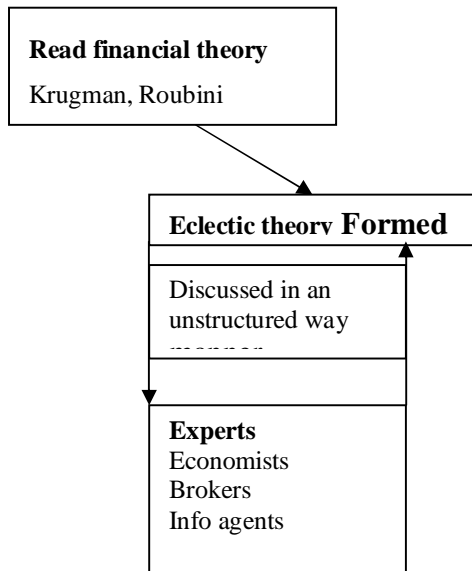 Read financial theory
Krugman, Roubini
Eclectic theory Formed
Discussed in an
unstructured way
Experts
Economists
Brokers
Info agents